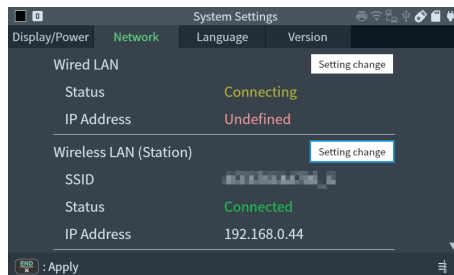 0 System Settings
Display/Power Network Language Version
Wired LAN Setting change
Status Connecting
IP Address Undefined
Wireless LAN (Station) Setting change
SSID
Status Connected
IP Address 192.168.0.44
END X : Apply